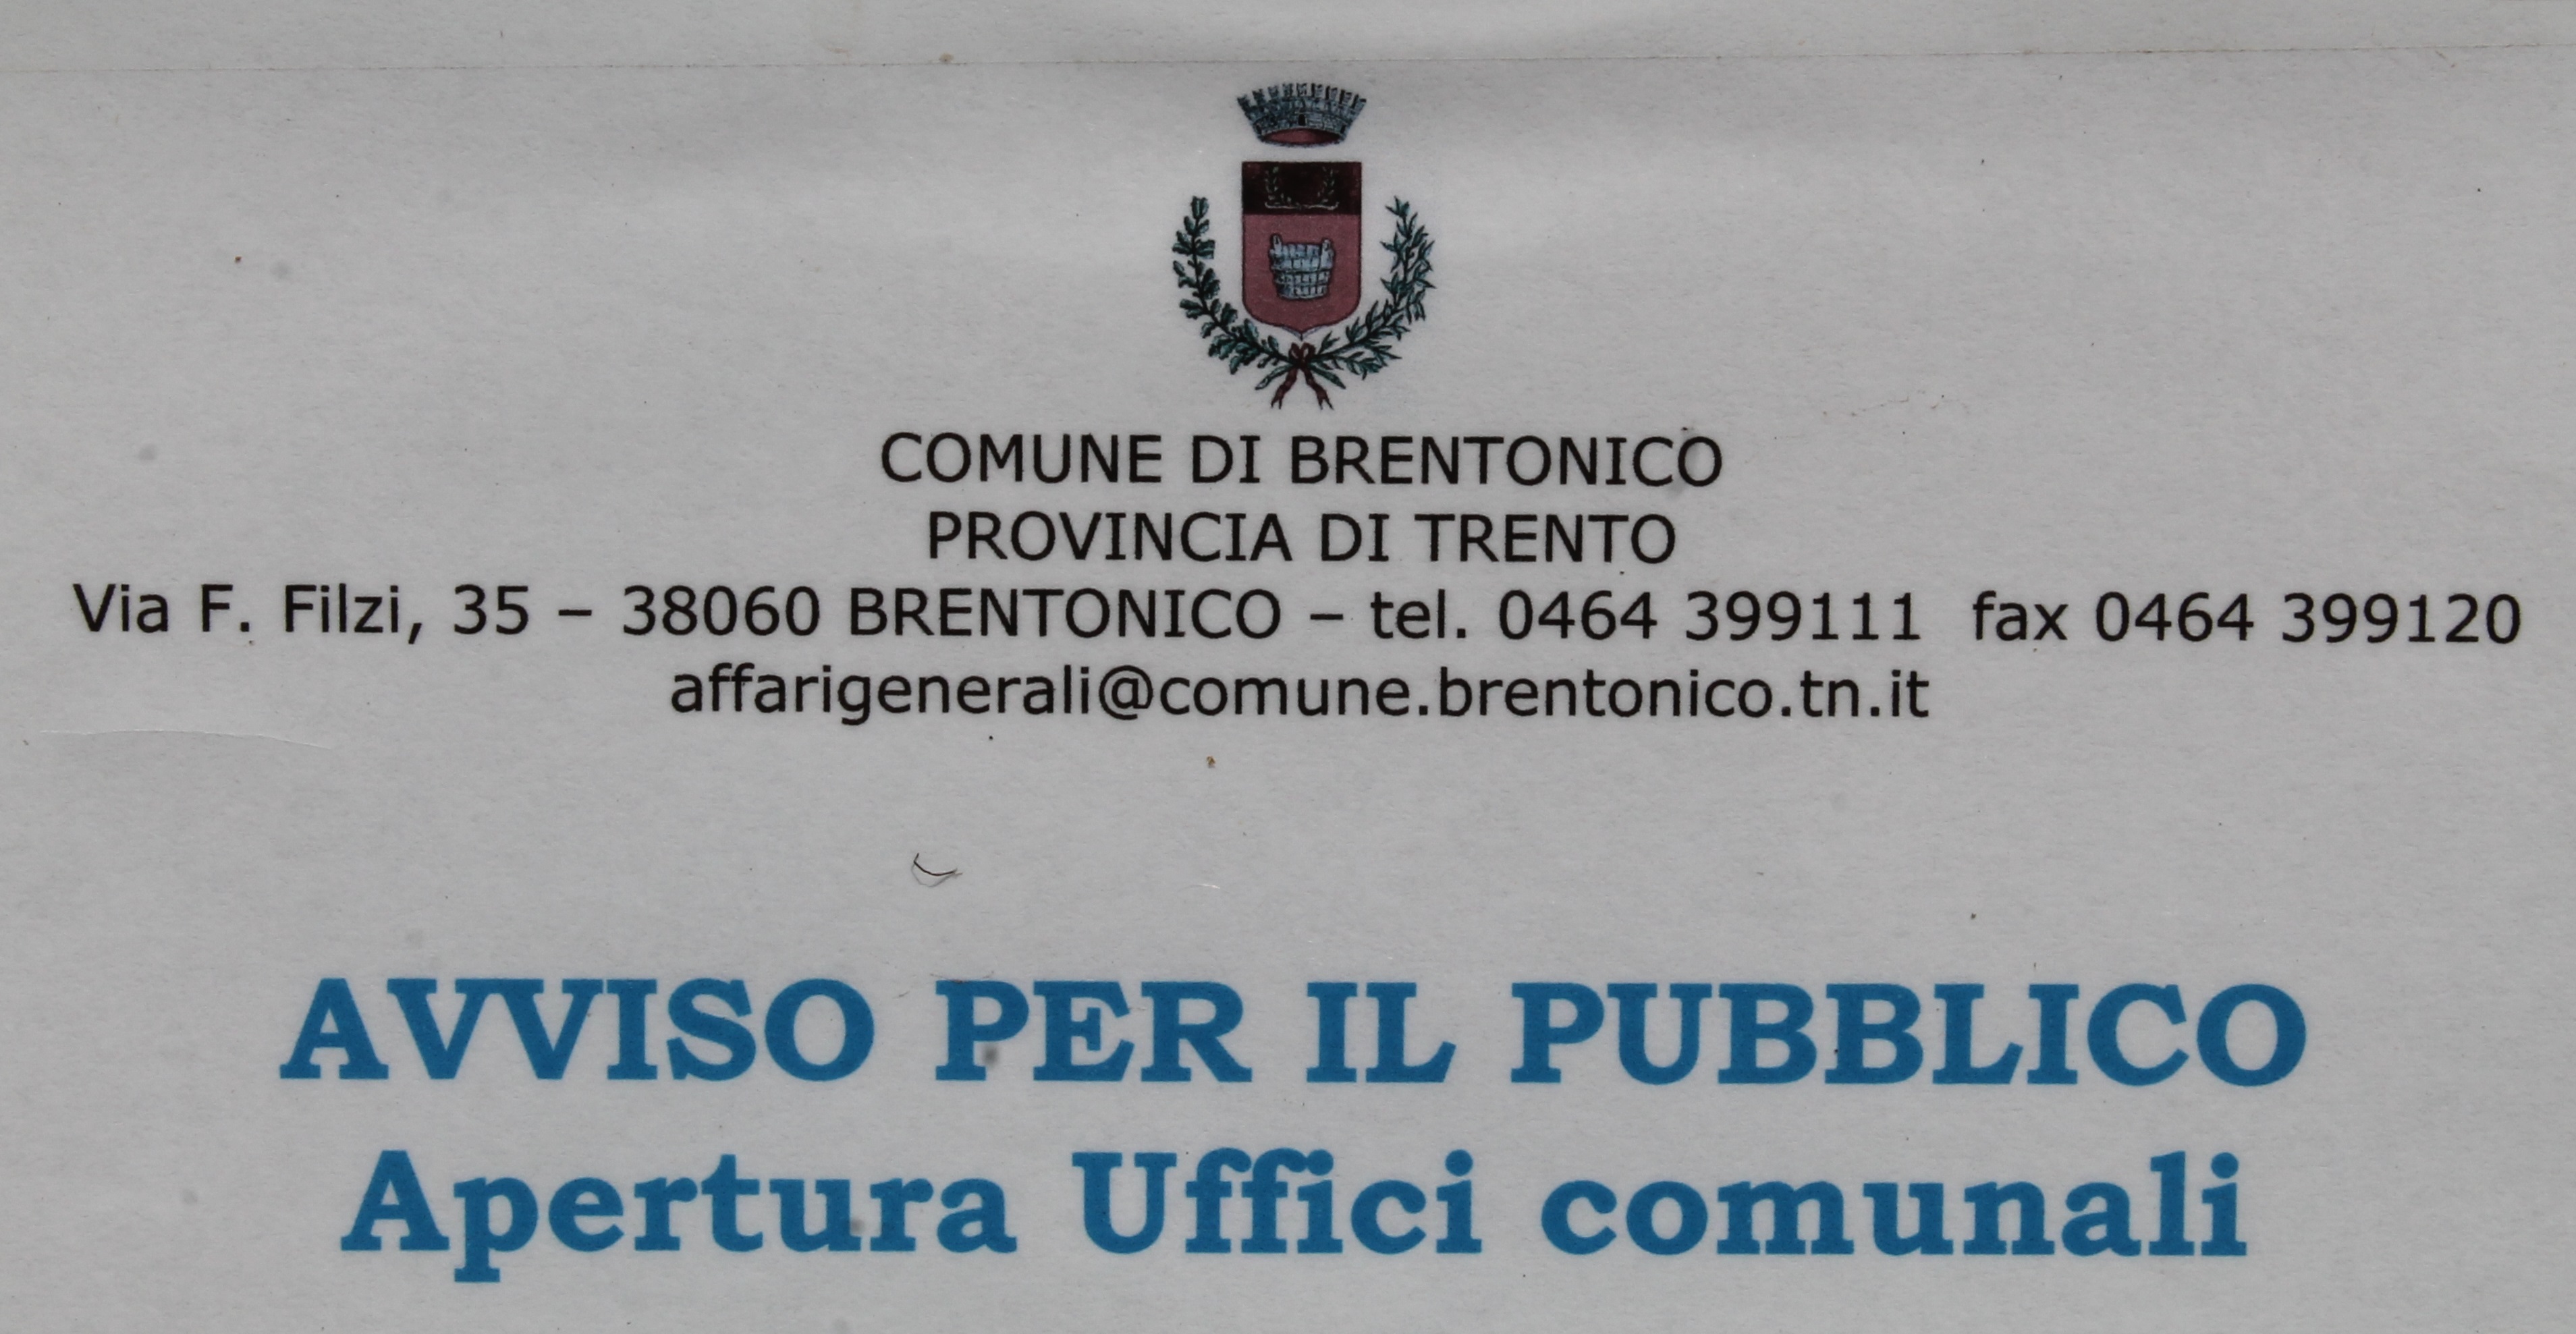 COMUNE DI BRENTONICO
PROVINCIA DI TRENTO
Via F. Filzi, 35 – 38060 BRENTONICO – tel. 0464 399111  fax 0464 399120
affarigenerali@comune.brentonico.tn.it
AVVISO PER IL PUBBLICO
Apertura Uffici comunali